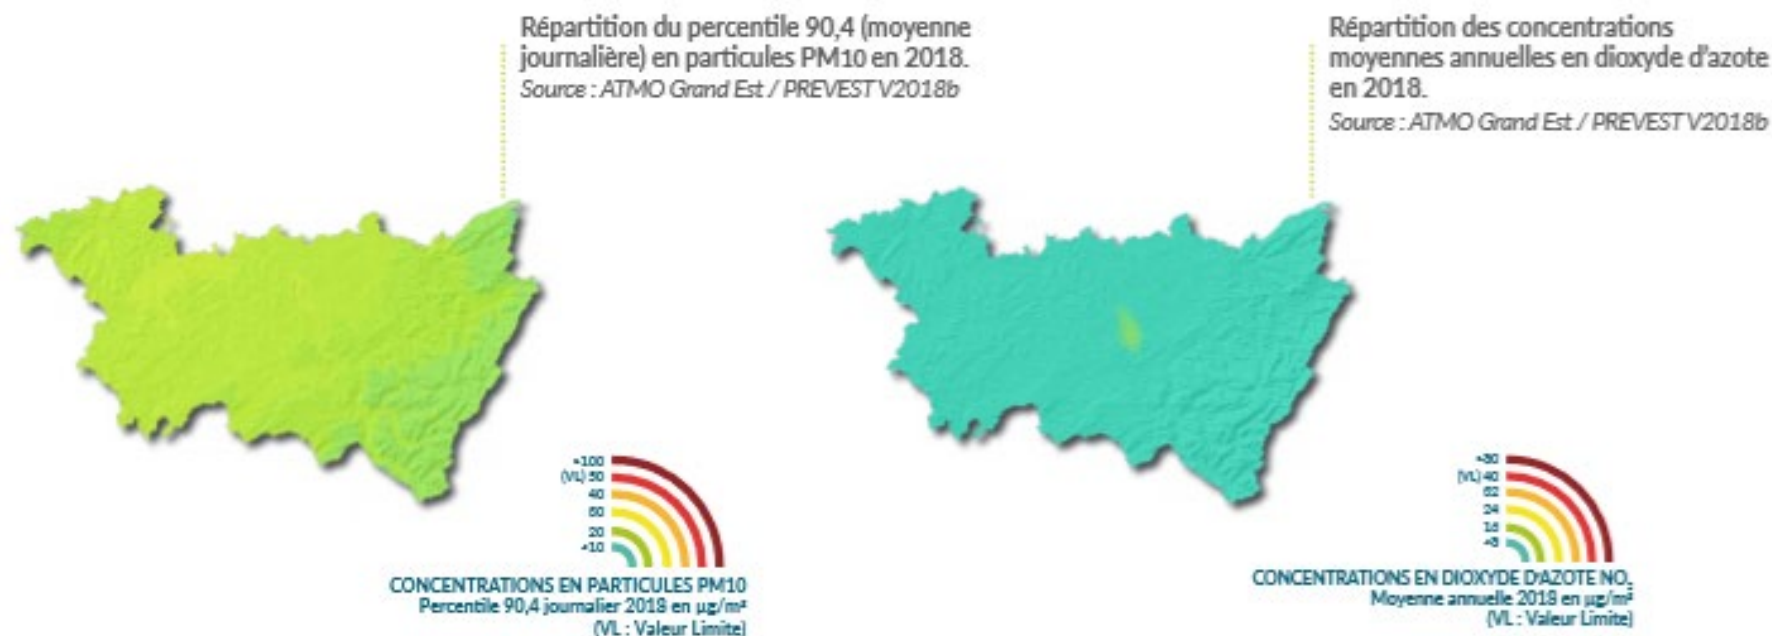 Répartition du percentile 90,4 (moyenne
journalière) en particules PM10 en 2018.
Source : ATMO Grand Est / PREVEST V2018b
Répartition des concentrations
moyennes annuelles en dioxyde d'azote
en 2018.
Source : ATMO Grand Est / PREVEST V2018b
(VL) 50
40
20
CONCENTRATIONS EN PARTICULES PM10
Percentile 90,4 journalier 2018 en µg/m³
(VL : Valeur Limite)
(VL) 40
24
16
CONCENTRATIONS EN DIOXYDE D'AZOTE NO₂
Moyenne annuelle 2018 en µg/m³
(VL : Valeur Limite)